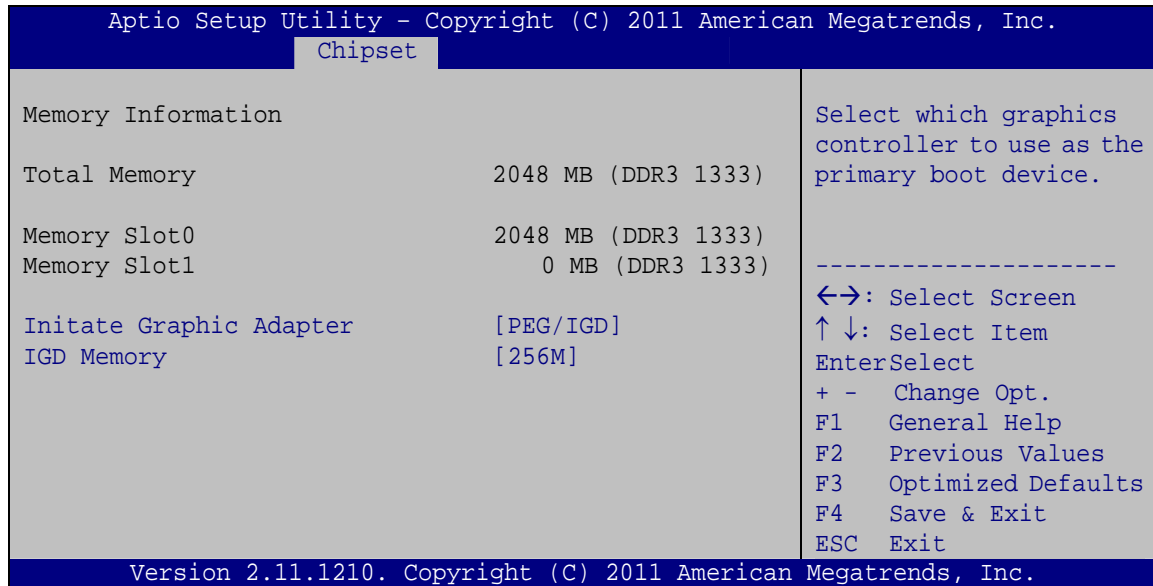 Aptio Setup Utility – Copyright (C) 2011 American Megatrends, Inc.
Chipset
Memory Information
Total Memory 2048 MB (DDR3 1333)
Memory Slot0 2048 MB (DDR3 1333)
Memory Slot1 0 MB (DDR3 1333)
Initate Graphic Adapter [PEG/IGD]
IGD Memory [256M]
Select which graphics
controller to use as the
primary boot device.
---------------------
←→: Select Screen
↑ ↓: Select Item
EnterSelect
+ - Change Opt.
F1 General Help
F2 Previous Values
F3 Optimized Defaults
F4 Save & Exit
ESC Exit
Version 2.11.1210. Copyright (C) 2011 American Megatrends, Inc.